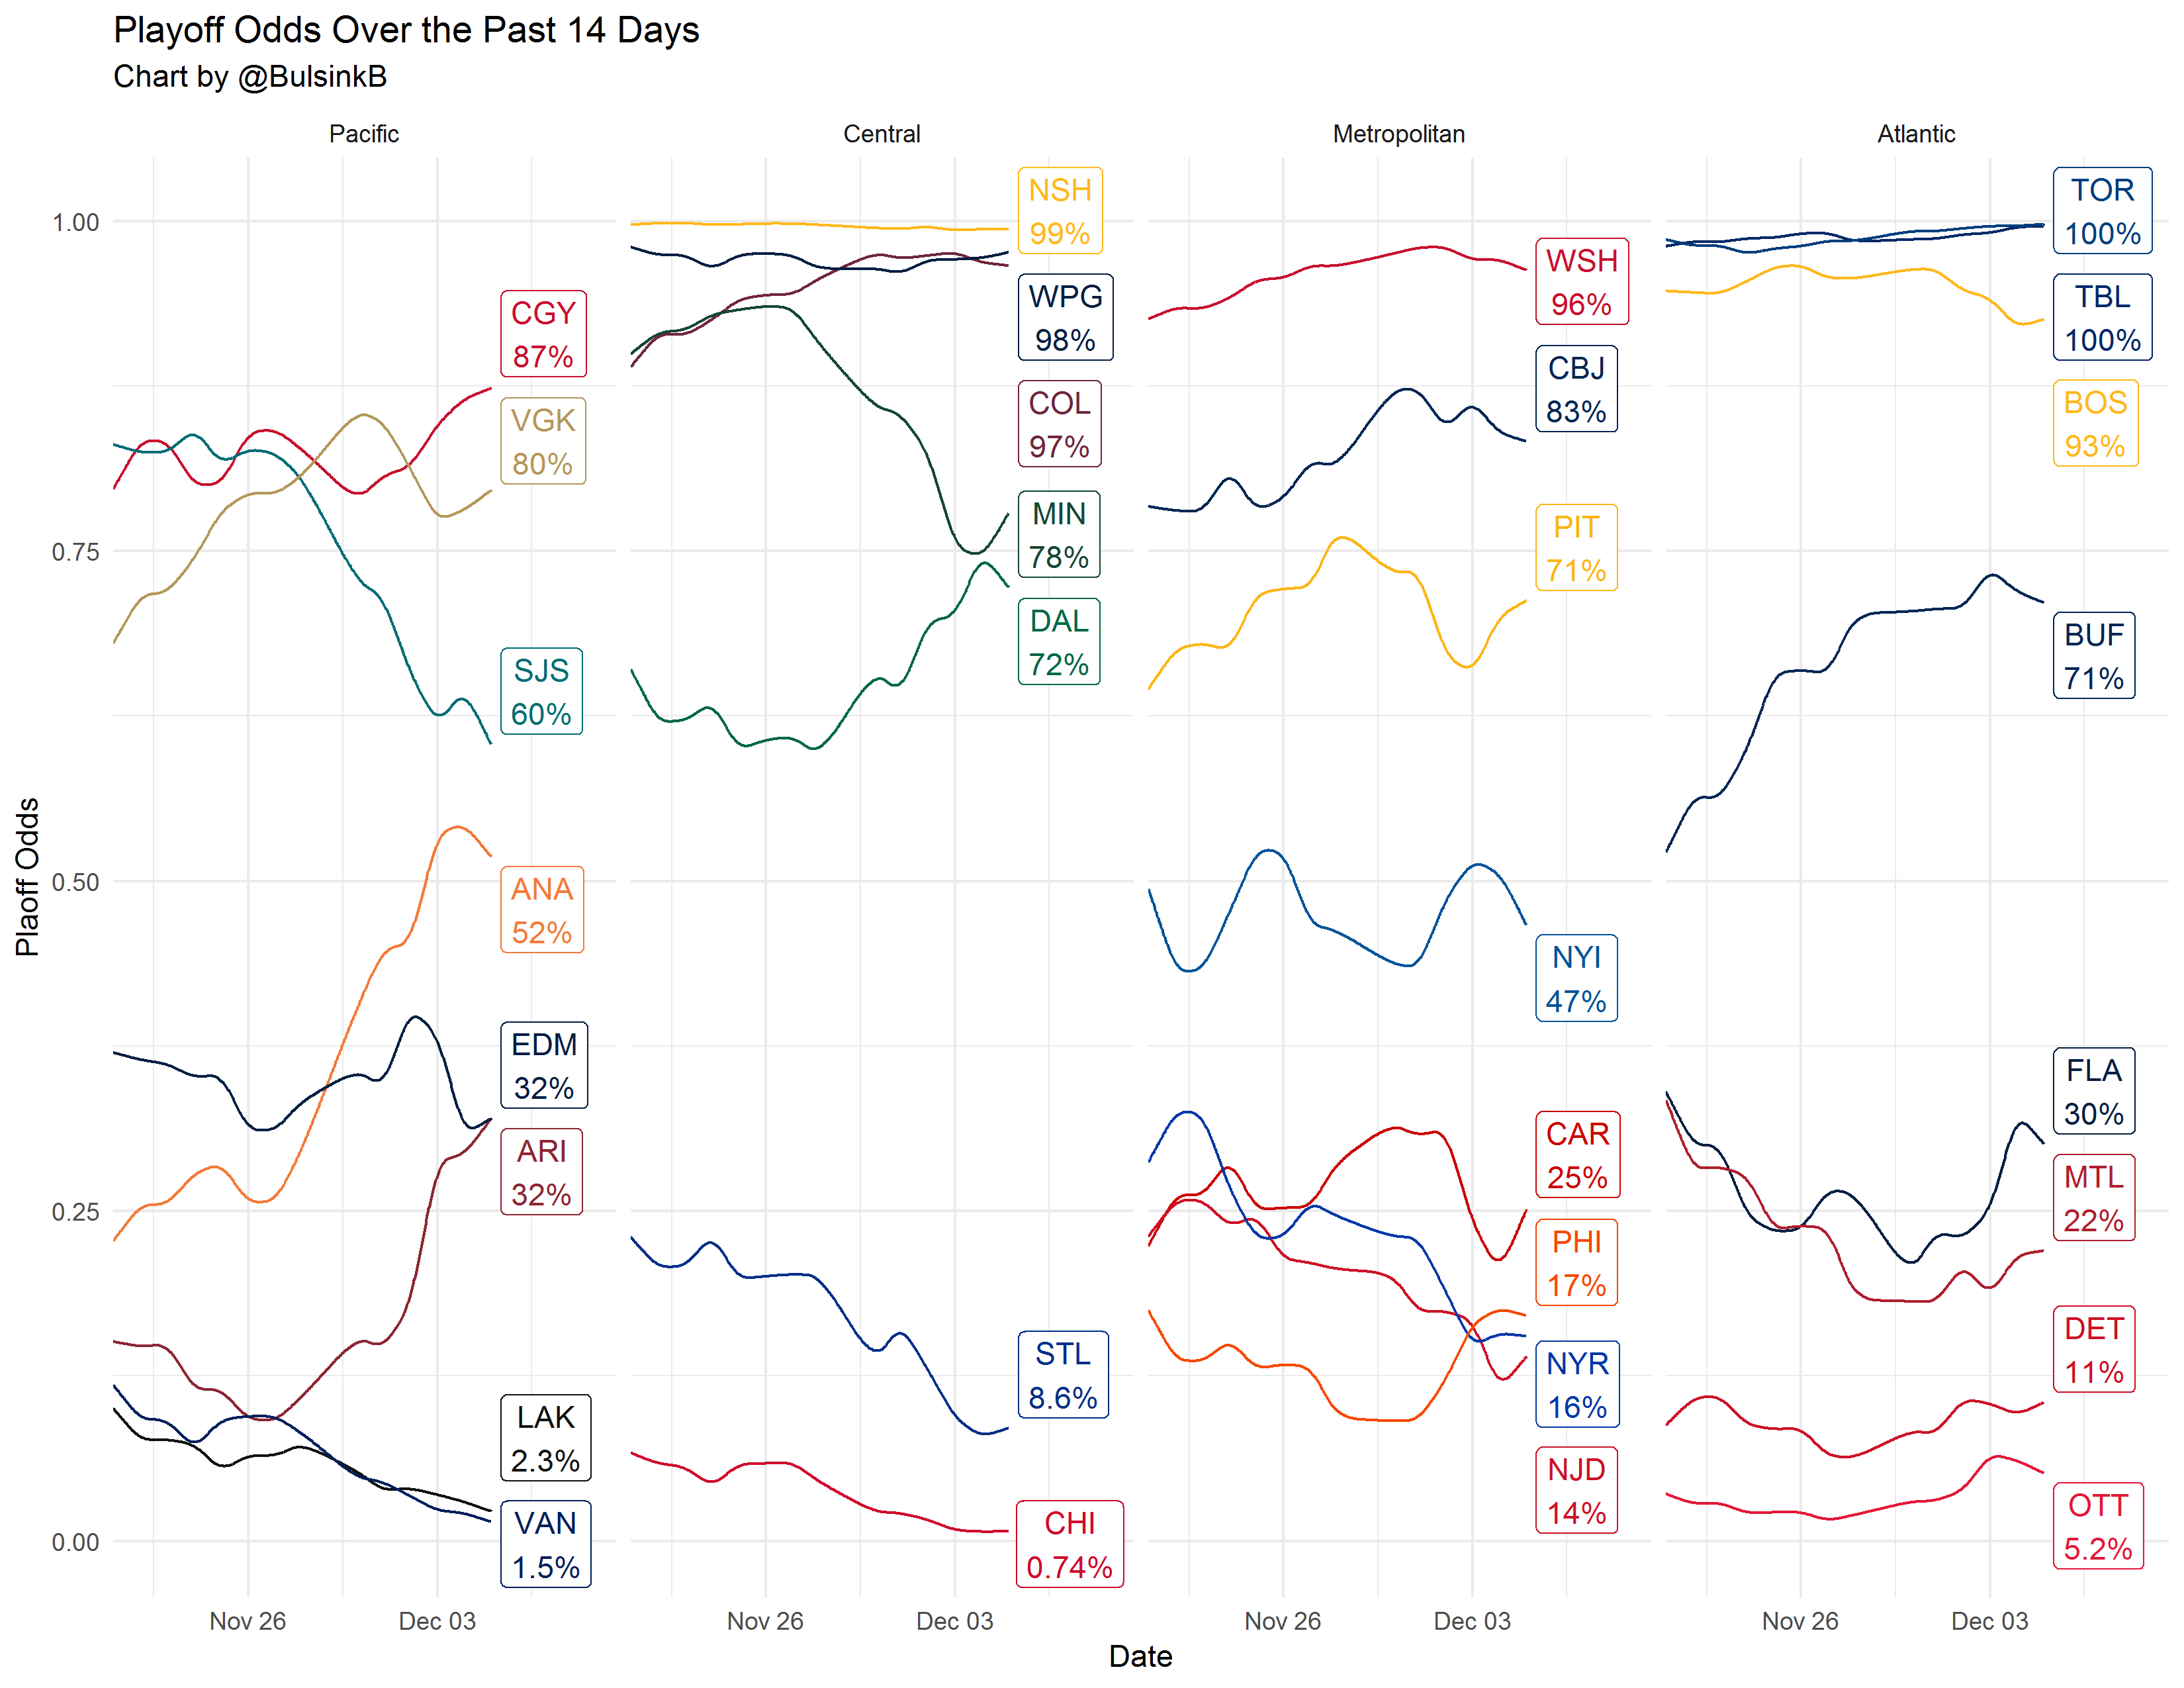 Playoff Odds Over the Past 14 Days
Chart by @BulsinkB
Pacific
Central
Metropolitan
Atlantic
Plaoff Odds
1.00
0.75
0.50
0.25
0.00
CGY
87%
VGK
80%
SJS
60%
ANA
52%
EDM
32%
ARI
32%
LAK
2.3%
VAN
1.5%
NSH
99%
WPG
98%
COL
97%
MIN
78%
DAL
72%
STL
8.6%
CHI
0.74%
WSH
96%
CBJ
83%
PIT
71%
NYI
47%
CAR
25%
PHI
17%
NYR
16%
NJD
14%
TOR
100%
TBL
100%
BOS
93%
BUF
71%
FLA
30%
MTL
22%
DET
11%
OTT
5.2%
Nov 26
Dec 03
Nov 26
Dec 03
Nov 26
Dec 03
Nov 26
Dec 03
Date